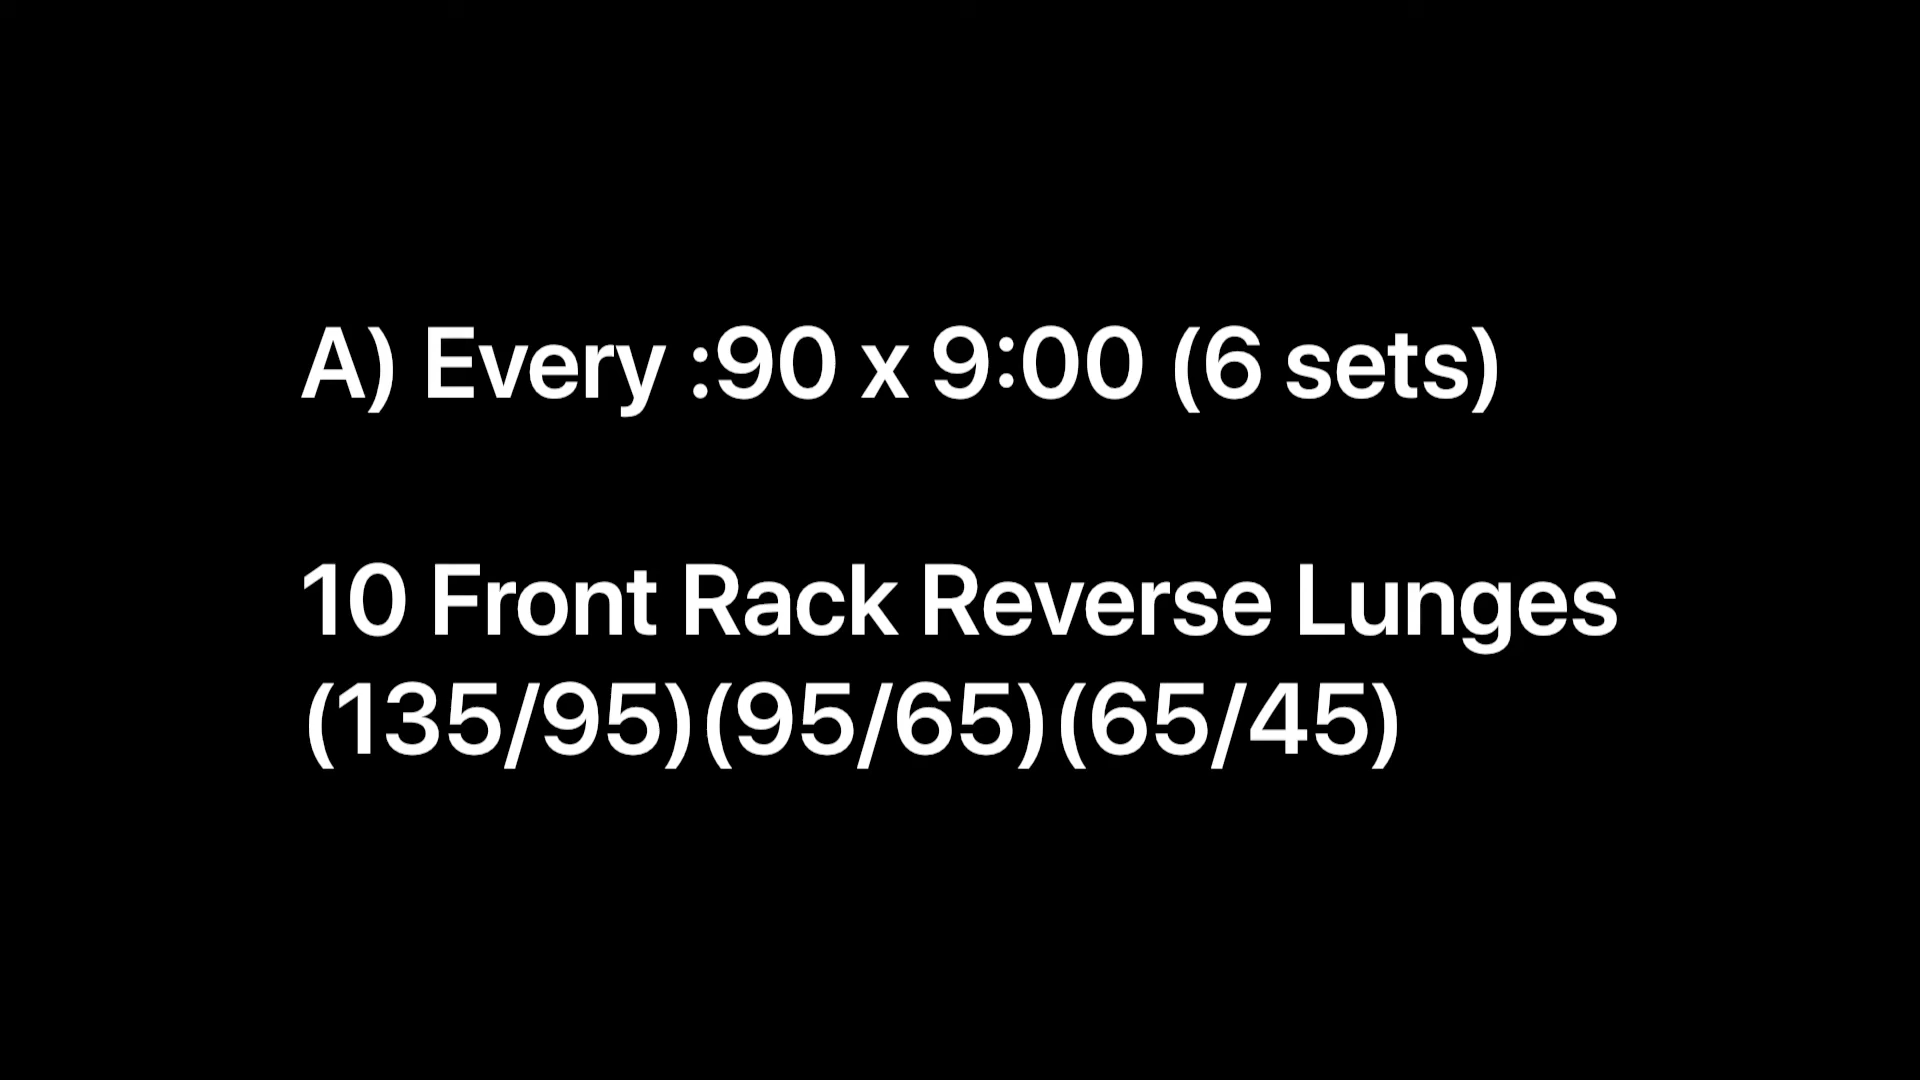 A) Every :90 x 9:00 (6 sets)
10 Front Rack Reverse Lunges
(135/95)(95/65)(65/45)